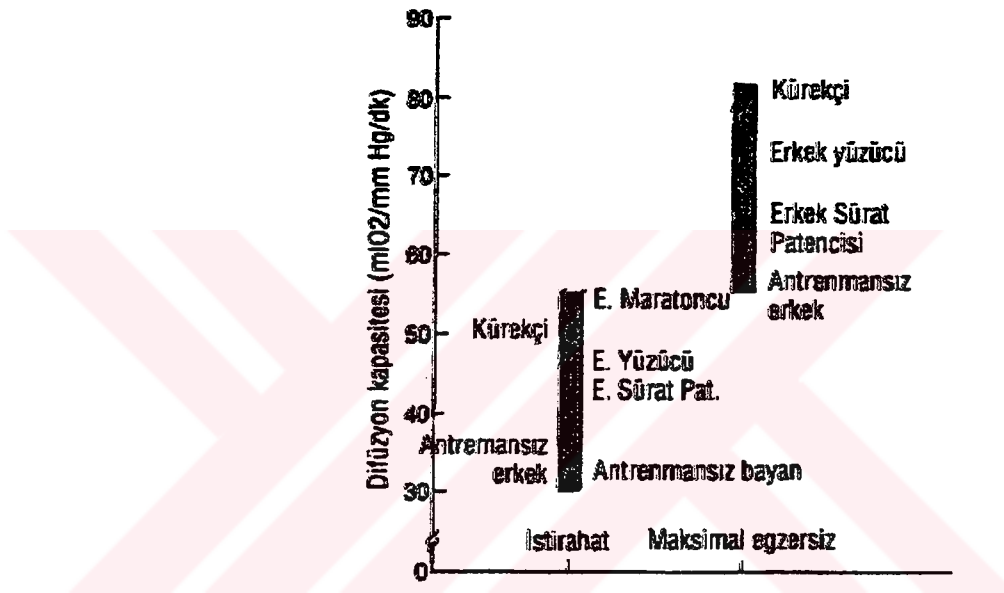 90
80
70
60
50
40
30
0
Difüzyon kapasitesi (mlO2/mm Hg/dk)
Kürekçi
Erkek yüzücü
Erkek Sürat
Patencisi
Antrenmansız
erkek
E. Maratoncu
Kürekçi
E. Yüzücü
E. Sürat Pat.
Antremansız
erkek
Antrenmansız bayan
İstirahat
Maksimal egzersiz